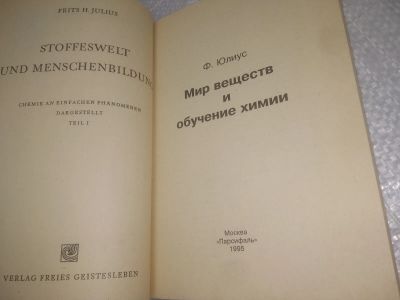 FRITS H. JULIUS
STOFFESWELT
UND MENSCHENBILDUNG
CHEMIE AN EINFACHEN PHÄNOMENEN
DARGESTELLT
TEIL I
VERLAG FREIES GEISTESLEBEN
Ф. Юлиус
Мир веществ
и
обучение химии
Москва
«Парсифаль»
1995